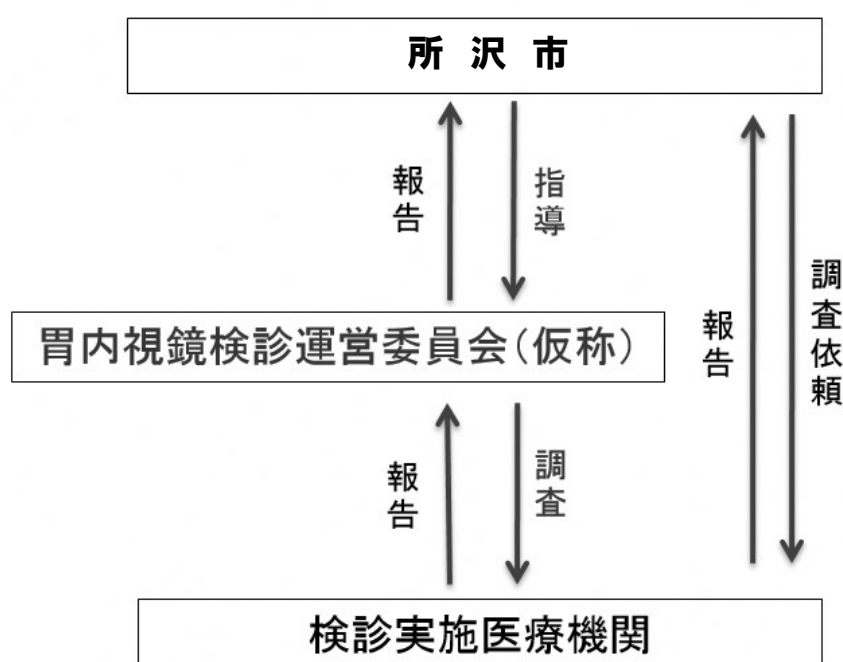 所沢市
報告
指導
胃内視鏡検診運営委員会(仮称)
報告
調査依頼
報告
調査
検診実施医療機関